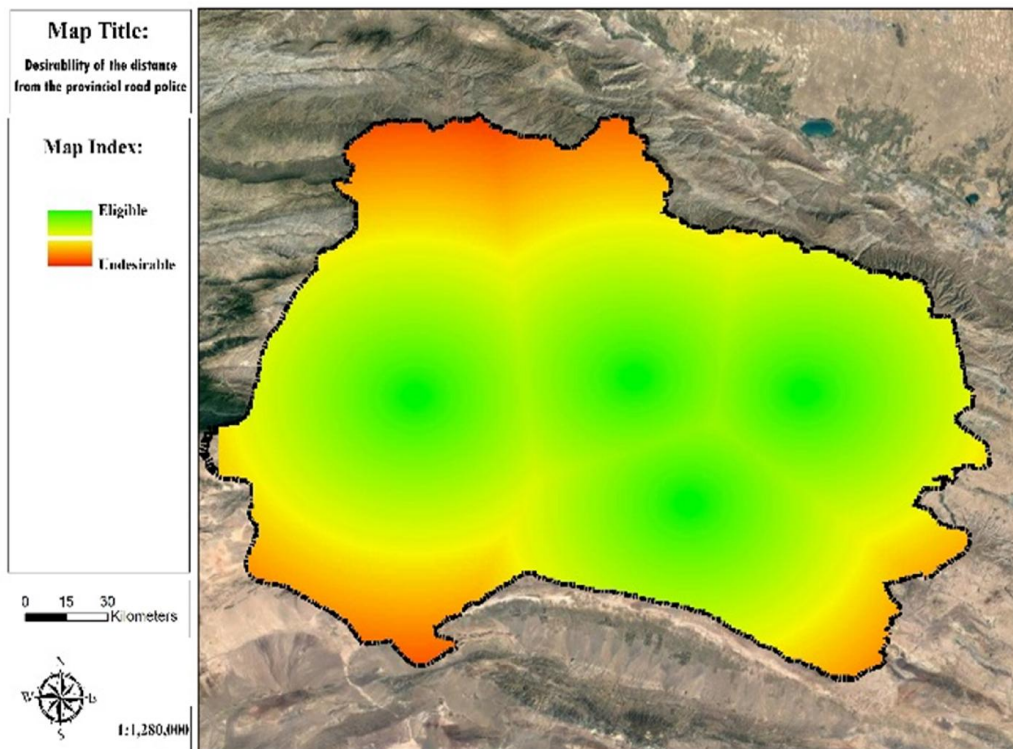 Map Title:
Desirability of the distance
from the provincial road police
Map Index:
Eligible
Undesirable
0 15 30
Kilometers
N
W E
S
1:1,280,000